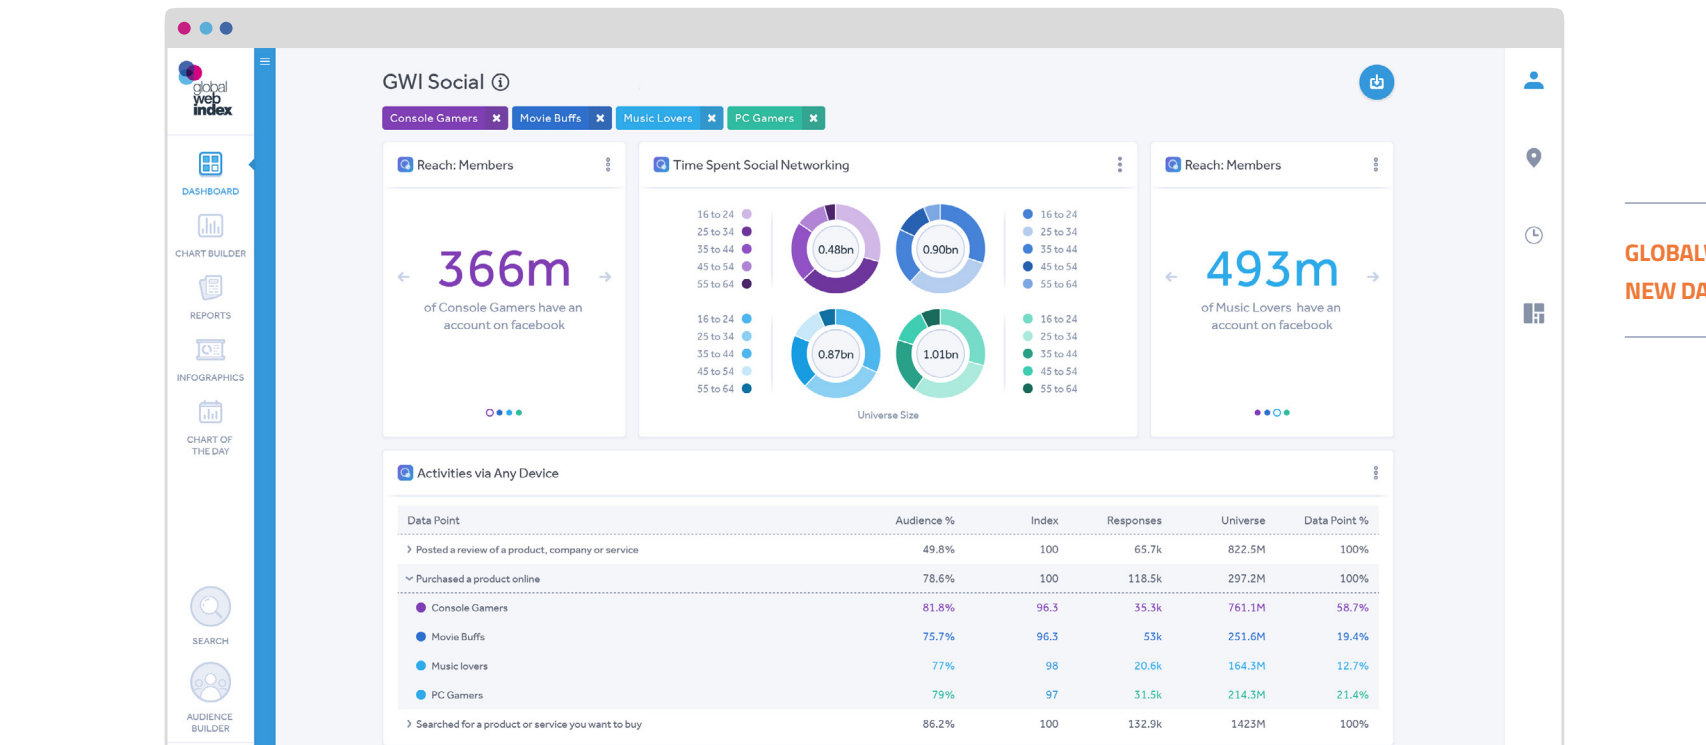 global
web
index
DASHBOARD
CHART BUILDER
REPORTS
INFOGRAPHICS
CHART OF
THE DAY
SEARCH
AUDIENCE
BUILDER
GWI Social
Console Gamers
Movie Buffs
Music Lovers
PC Gamers
Reach: Members
366m
of Console Gamers have an
account on facebook
Time Spent Social Networking
16 to 24
25 to 34
35 to 44
45 to 54
55 to 64
0.48bn
0.90bn
16 to 24
25 to 34
35 to 44
45 to 54
55 to 64
16 to 24
25 to 34
35 to 44
45 to 54
55 to 64
0.87bn
1.01bn
16 to 24
25 to 34
35 to 44
45 to 54
55 to 64
Universe Size
Reach: Members
493m
of Music Lovers have an
account on facebook
Activities via Any Device
Data Point Audience % Index Responses Universe Data Point %
Posted a review of a product, company or service 49.8% 100 65.7k 822.5M 100%
Purchased a product online 78.6% 100 118.5k 297.2M 100%
Console Gamers 81.8% 96.3 35.3k 761.1M 58.7%
Movie Buffs 75.7% 96.3 53k 251.6M 19.4%
Music lovers 77% 98 20.6k 164.3M 12.7%
PC Gamers 79% 97 31.5k 214.3M 21.4%
Searched for a product or service you want to buy 86.2% 100 132.9k 1423M 100%
NEW